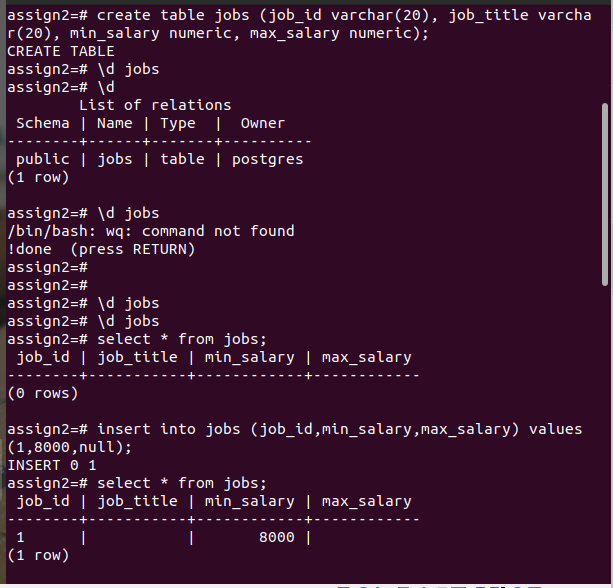 assign2=# create table jobs (job_id varchar(20), job_title varcha
r(20), min_salary numeric, max_salary numeric);
CREATE TABLE
assign2=# \d jobs
assign2=# \d
        List of relations
 Schema | Name | Type  |  Owner
--------+------+-------+----------
 public | jobs | table | postgres
(1 row)

assign2=# \d jobs
/bin/bash: wq: command not found
!done  (press RETURN)
assign2=#
assign2=#
assign2=# \d jobs
assign2=# \d jobs
assign2=# select * from jobs;
 job_id | job_title | min_salary | max_salary
--------+-----------+------------+------------
(0 rows)

assign2=# insert into jobs (job_id,min_salary,max_salary) values
(1,8000,null);
INSERT 0 1
assign2=# select * from jobs;
 job_id | job_title | min_salary | max_salary
--------+-----------+------------+------------
 1      |           |       8000 |
(1 row)